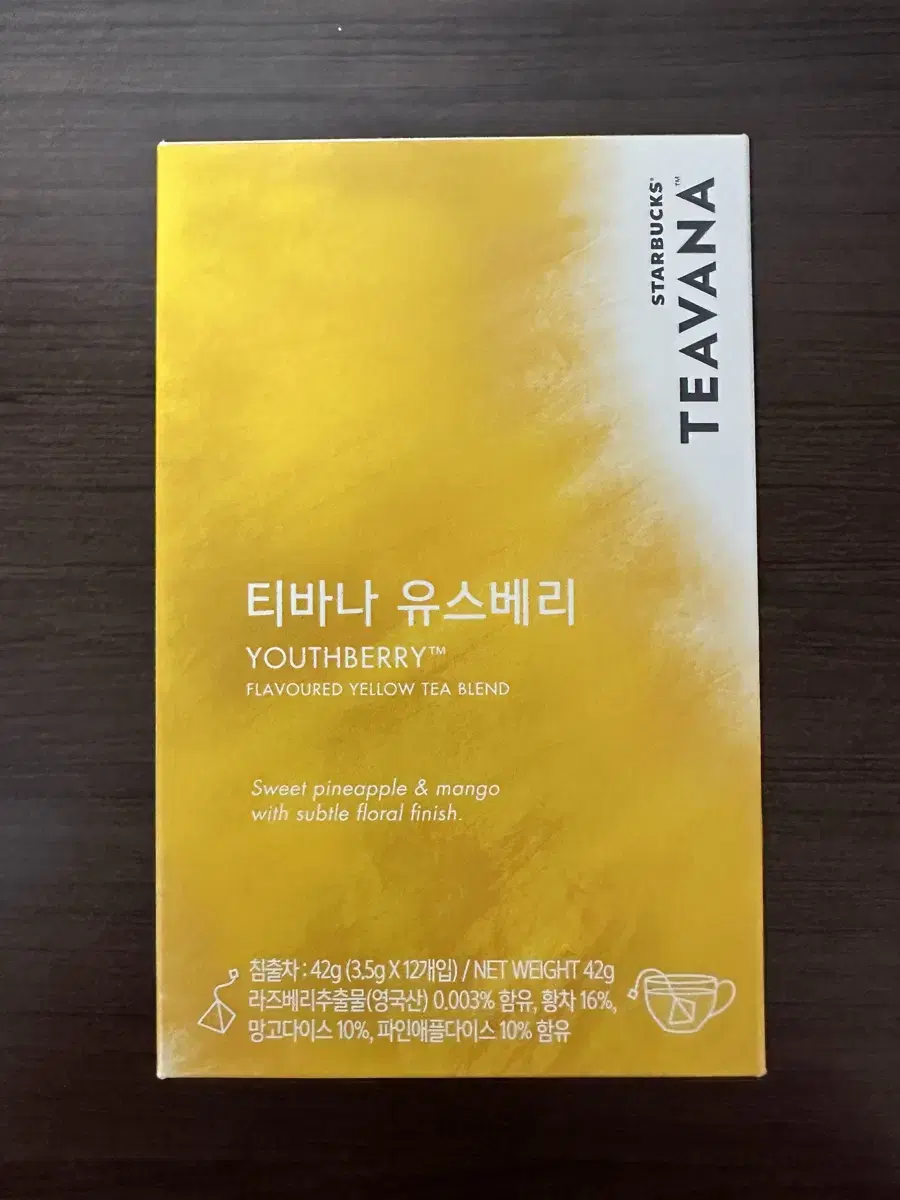 STARBUCKS®
TEAVANA™
티바나 유스베리
YOUTHBERRY™
FLAVOURED YELLOW TEA BLEND
Sweet pineapple & mango
with subtle floral finish.
침출차 : 42g (3.5g X 12개입) / NET WEIGHT 42g
라즈베리추출물(영국산) 0.003% 함유, 황차 16%,
망고다이스 10%, 파인애플다이스 10% 함유